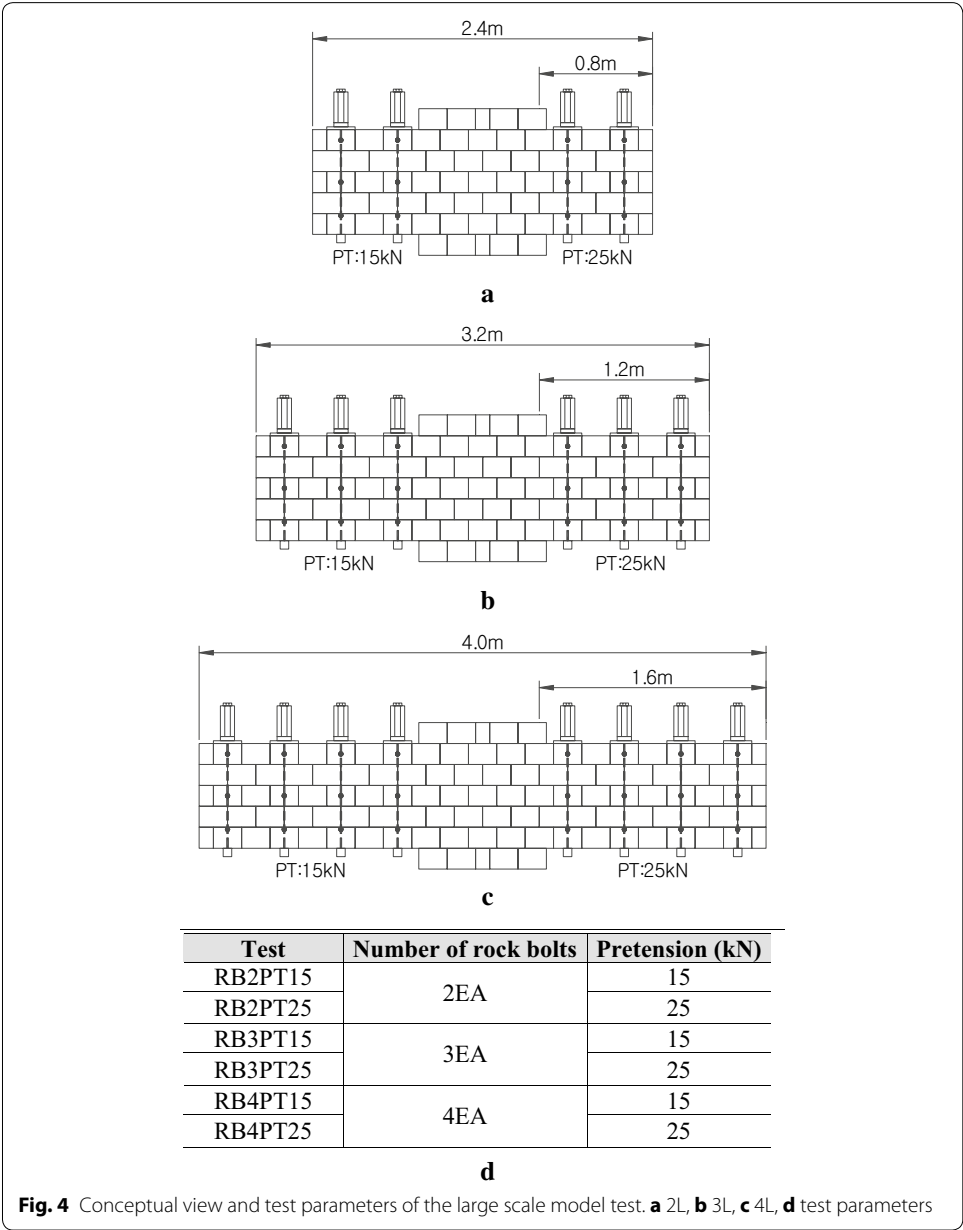 2.4m
0.8m
PT:15kN PT:25kN
a
3.2m
1.2m
PT:15kN PT:25kN
b
4.0m
1.6m
PT:15kN PT:25kN
c
Test Number of rock bolts Pretension (kN)
RB2PT15 2EA 15
RB2PT25 25
RB3PT15 3EA 15
RB3PT25 25
RB4PT15 4EA 15
RB4PT25 25
d
Fig. 4 Conceptual view and test parameters of the large scale model test. a 2L, b 3L, c 4L, d test parameters